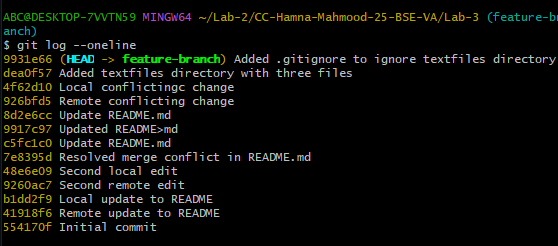 ABC@DESKTOP-7VVTN59 MINGW64 ~/Lab-2/CC-Hamna-Mahmood-25-BSE-VA/Lab-3 (feature-br
anch)
$ git log --oneline
9931e66 (HEAD -> feature-branch) Added .gitignore to ignore textfiles directory
dea0f57 Added textfiles directory with three files
4f62d10 Local conflictingc change
926bfd5 Remote conflicting change
8d2e6cc Update README.md
9917c97 Updated README>md
c5fc1c0 Update README.md
7e8395d Resolved merge conflict in README.md
48e6e09 Second local edit
9260ac7 Second remote edit
b1dd2f9 Local update to README
41918f6 Remote update to README
554170f Initial commit